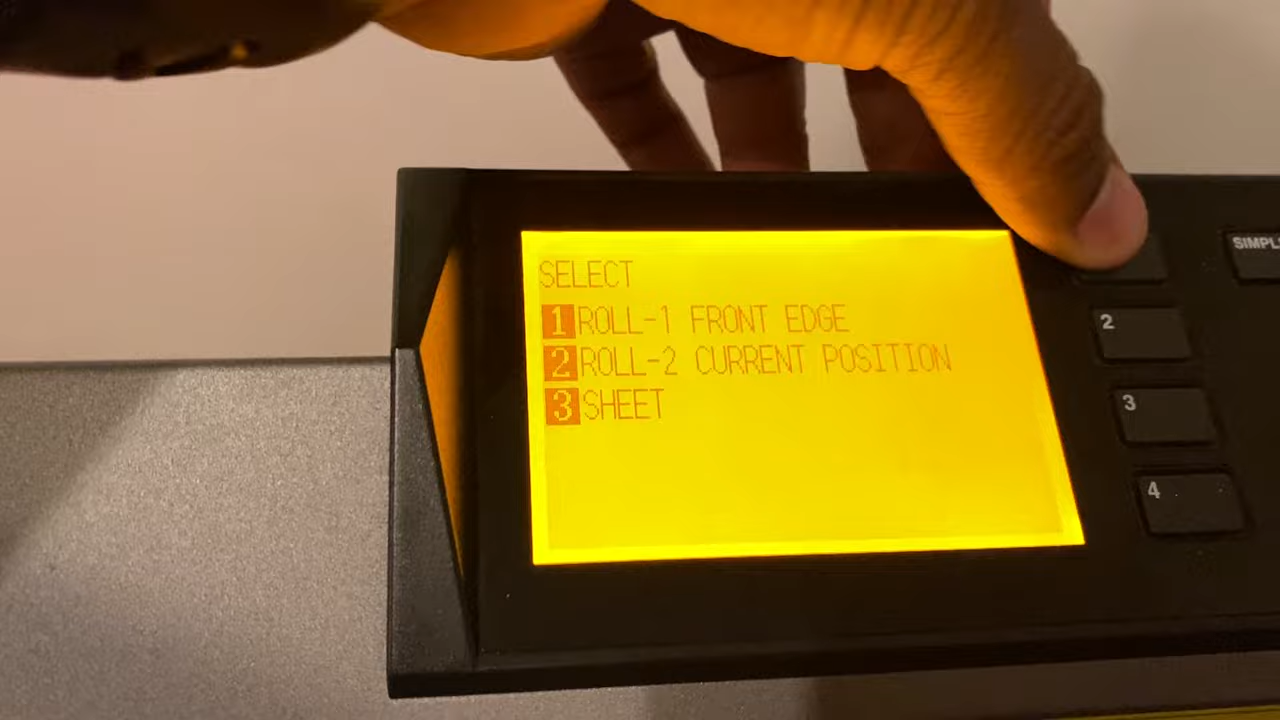 SELECT
1 ROLL-1 FRONT EDGE
2 ROLL-2 CURRENT POSITION
3 SHEET
2
3
4